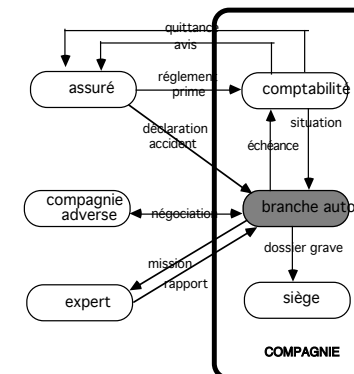 quittance
avis
assuré
réglement
prime
comptabilité
situation
déclaration
accident
échéance
compagnie
adverse
négociation
branche auto
dossier grave
mission
rapport
expert
siège
COMPAGNIE